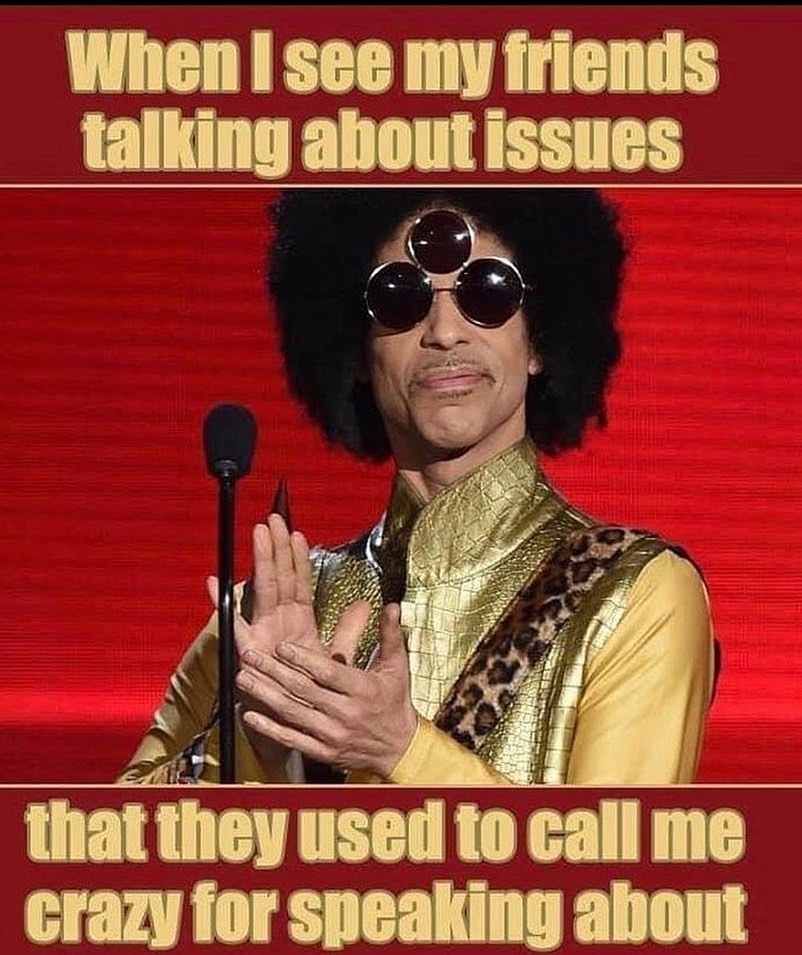 When I see my friends
talking about issues
that they used to call me
crazy for speaking about